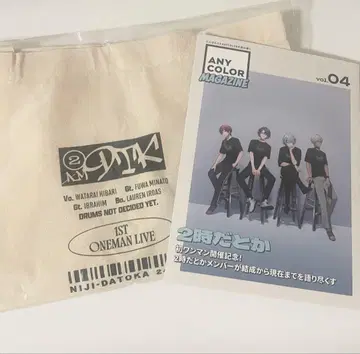 2
AM
DTK
Vo. WATARAI HIBARI Gt. FUWA MINATO
Gt. IBRAHIM Ba. LAUREN IROAS
DRUMS NOT DECIDED YET.
1ST
ONEMAN LIVE
NIJI-DATOKA 24
ANY
COLOR
MAGAZINE
vol.04
2時だとか
初ワンマン開催記念!
2時だとかメンバーが結成から現在までを語り尽くす